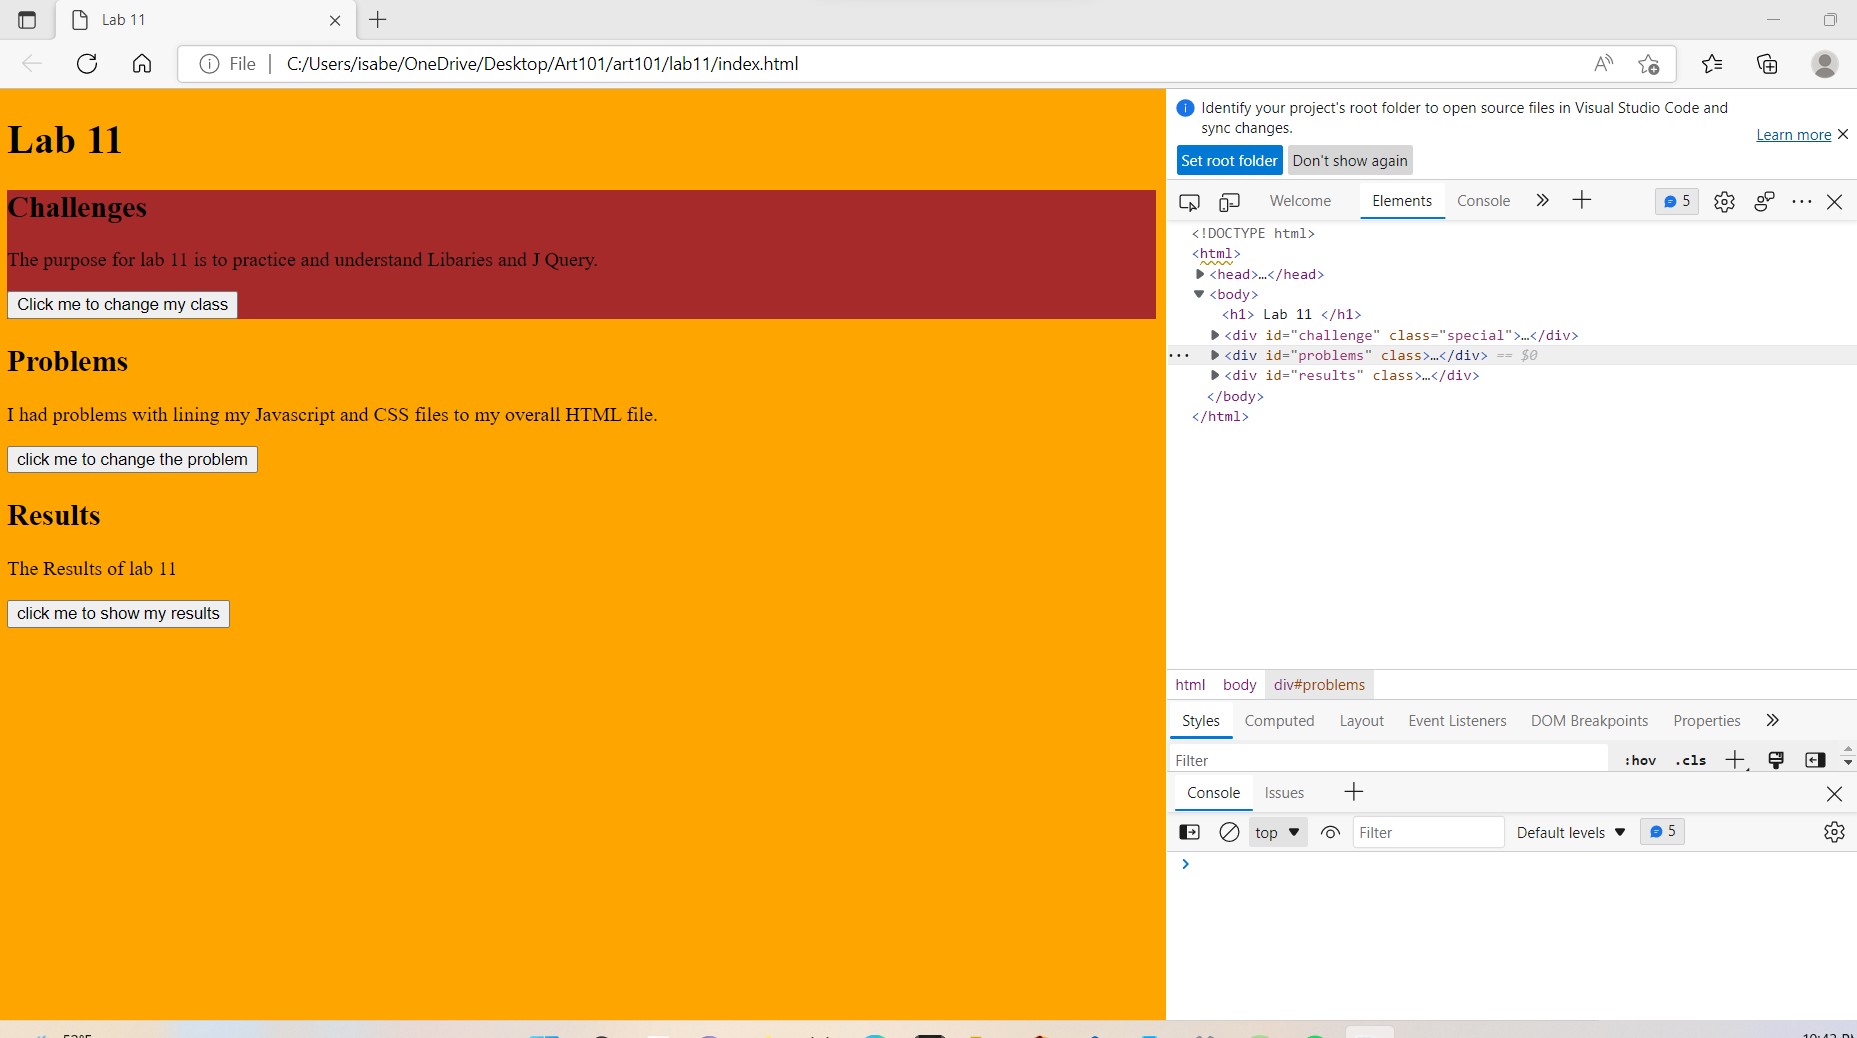 Lab 11
File
C:/Users/isabe/OneDrive/Desktop/Art101/art101/lab11/index.html
Lab 11
Challenges
The purpose for lab 11 is to practice and understand Libaries and J Query.
Click me to change my class
Problems
I had problems with lining my Javascript and CSS files to my overall HTML file.
click me to change the problem
Results
The Results of lab 11
click me to show my results
Identify your project's root folder to open source files in Visual Studio Code and
sync changes.
Learn more
Set root folder Don't show again
Welcome Elements Console 5
<!DOCTYPE html>
<html>
<head>…</head>
<body>
<h1> Lab 11 </h1>
<div id="challenge" class="special">…</div>
<div id="problems" class>…</div> == $0
<div id="results" class>…</div>
</body>
</html>
html body div#problems
Styles Computed Layout Event Listeners DOM Breakpoints Properties
Filter :hov .cls
Console Issues
top Filter Default levels 5